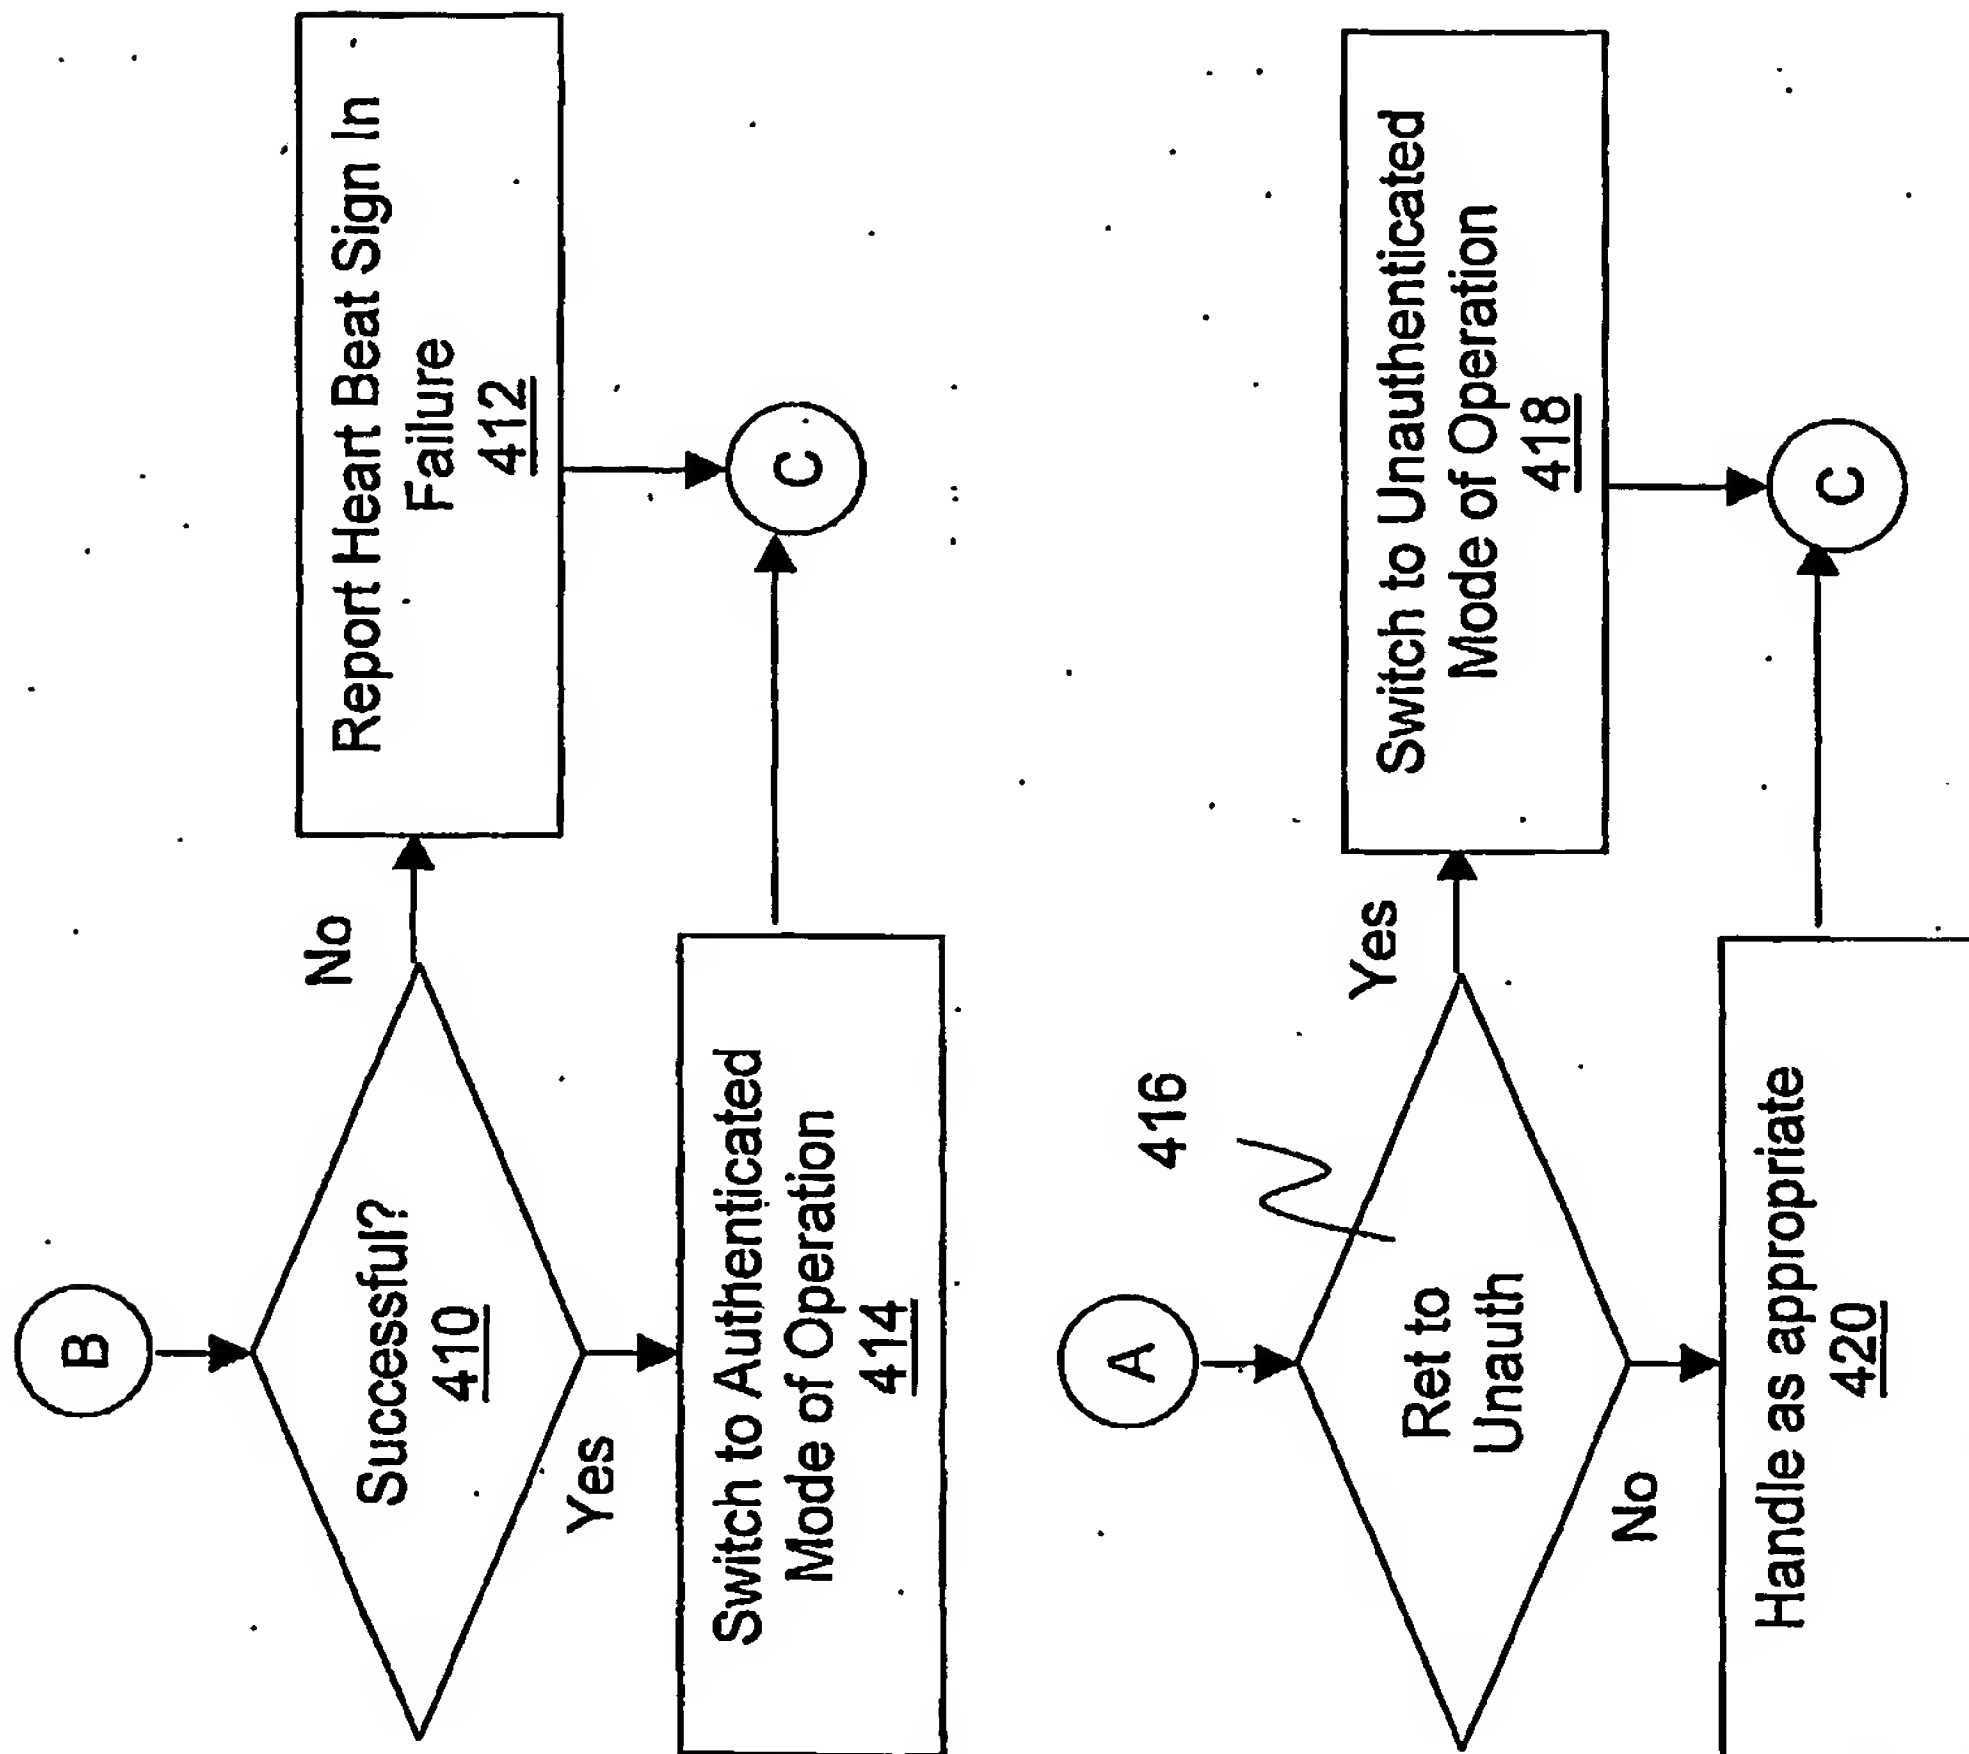 B
Successful?
410
No
Report Heart Beat Sign In
Failure
412
Yes
Switch to Authenticated
Mode of Operation
414
C
A
416
Ret to
Unauth
Yes
Switch to Unauthenticated
Mode of Operation
418
No
Handle as appropriate
420
C